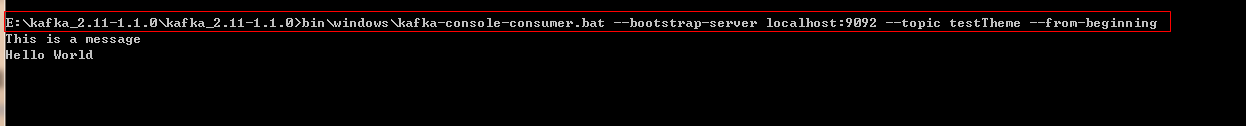 E:\kafka_2.11-1.1.0\kafka_2.11-1.1.0>bin\windows\kafka-console-consumer.bat --bootstrap-server localhost:9092 --topic testTheme --from-beginning
This is a message
Hello World